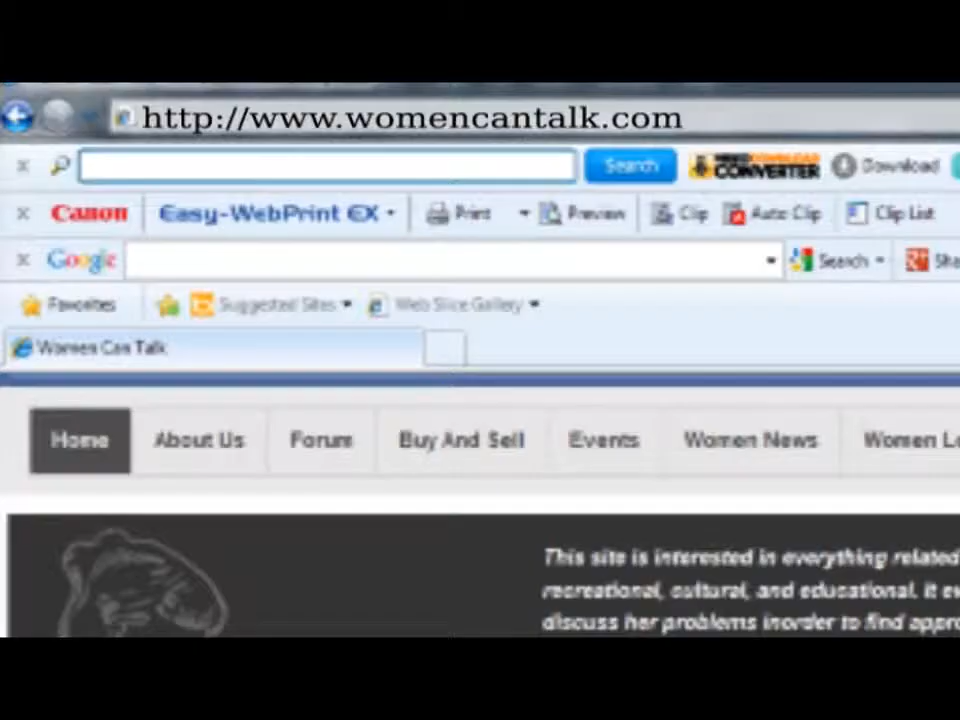 http://www.womencantalk.com
Search CONVERTER Download
Canon Easy-WebPrint EX Print Preview Clip Auto Clip Clip List
Google Search
Favorites Suggested Sites Web Slice Gallery
Women Can Talk
Home About Us Forum Buy And Sell Events Women News Women
This site is interested in everything related
recreational, cultural, and educational. It
discuss her problems inorder to find